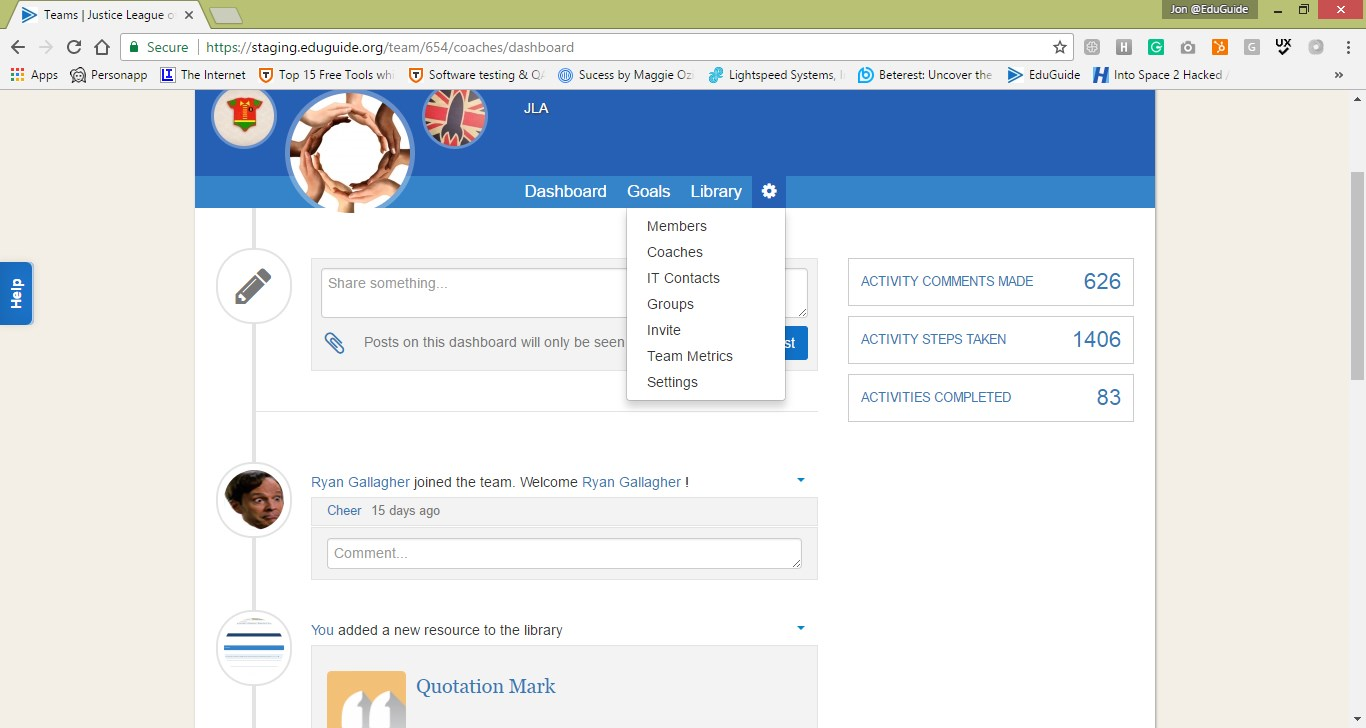 Jon @EduGuide
Teams | Justice League o
Secure
https://staging.eduguide.org/team/654/coaches/dashboard
Apps
Personapp
The Internet
Top 15 Free Tools whi
Software testing & QA
Sucess by Maggie Ozi
Lightspeed Systems, I
Beterest: Uncover the
EduGuide
Into Space 2 Hacked /
JLA
Dashboard Goals Library
Members
Coaches
IT Contacts
Groups
Invite
Team Metrics
Settings
Help
Share something...
Posts on this dashboard will only be seen
st
ACTIVITY COMMENTS MADE 626
ACTIVITY STEPS TAKEN 1406
ACTIVITIES COMPLETED 83
Ryan Gallagher joined the team. Welcome Ryan Gallagher !
Cheer 15 days ago
Comment...
You added a new resource to the library
Quotation Mark